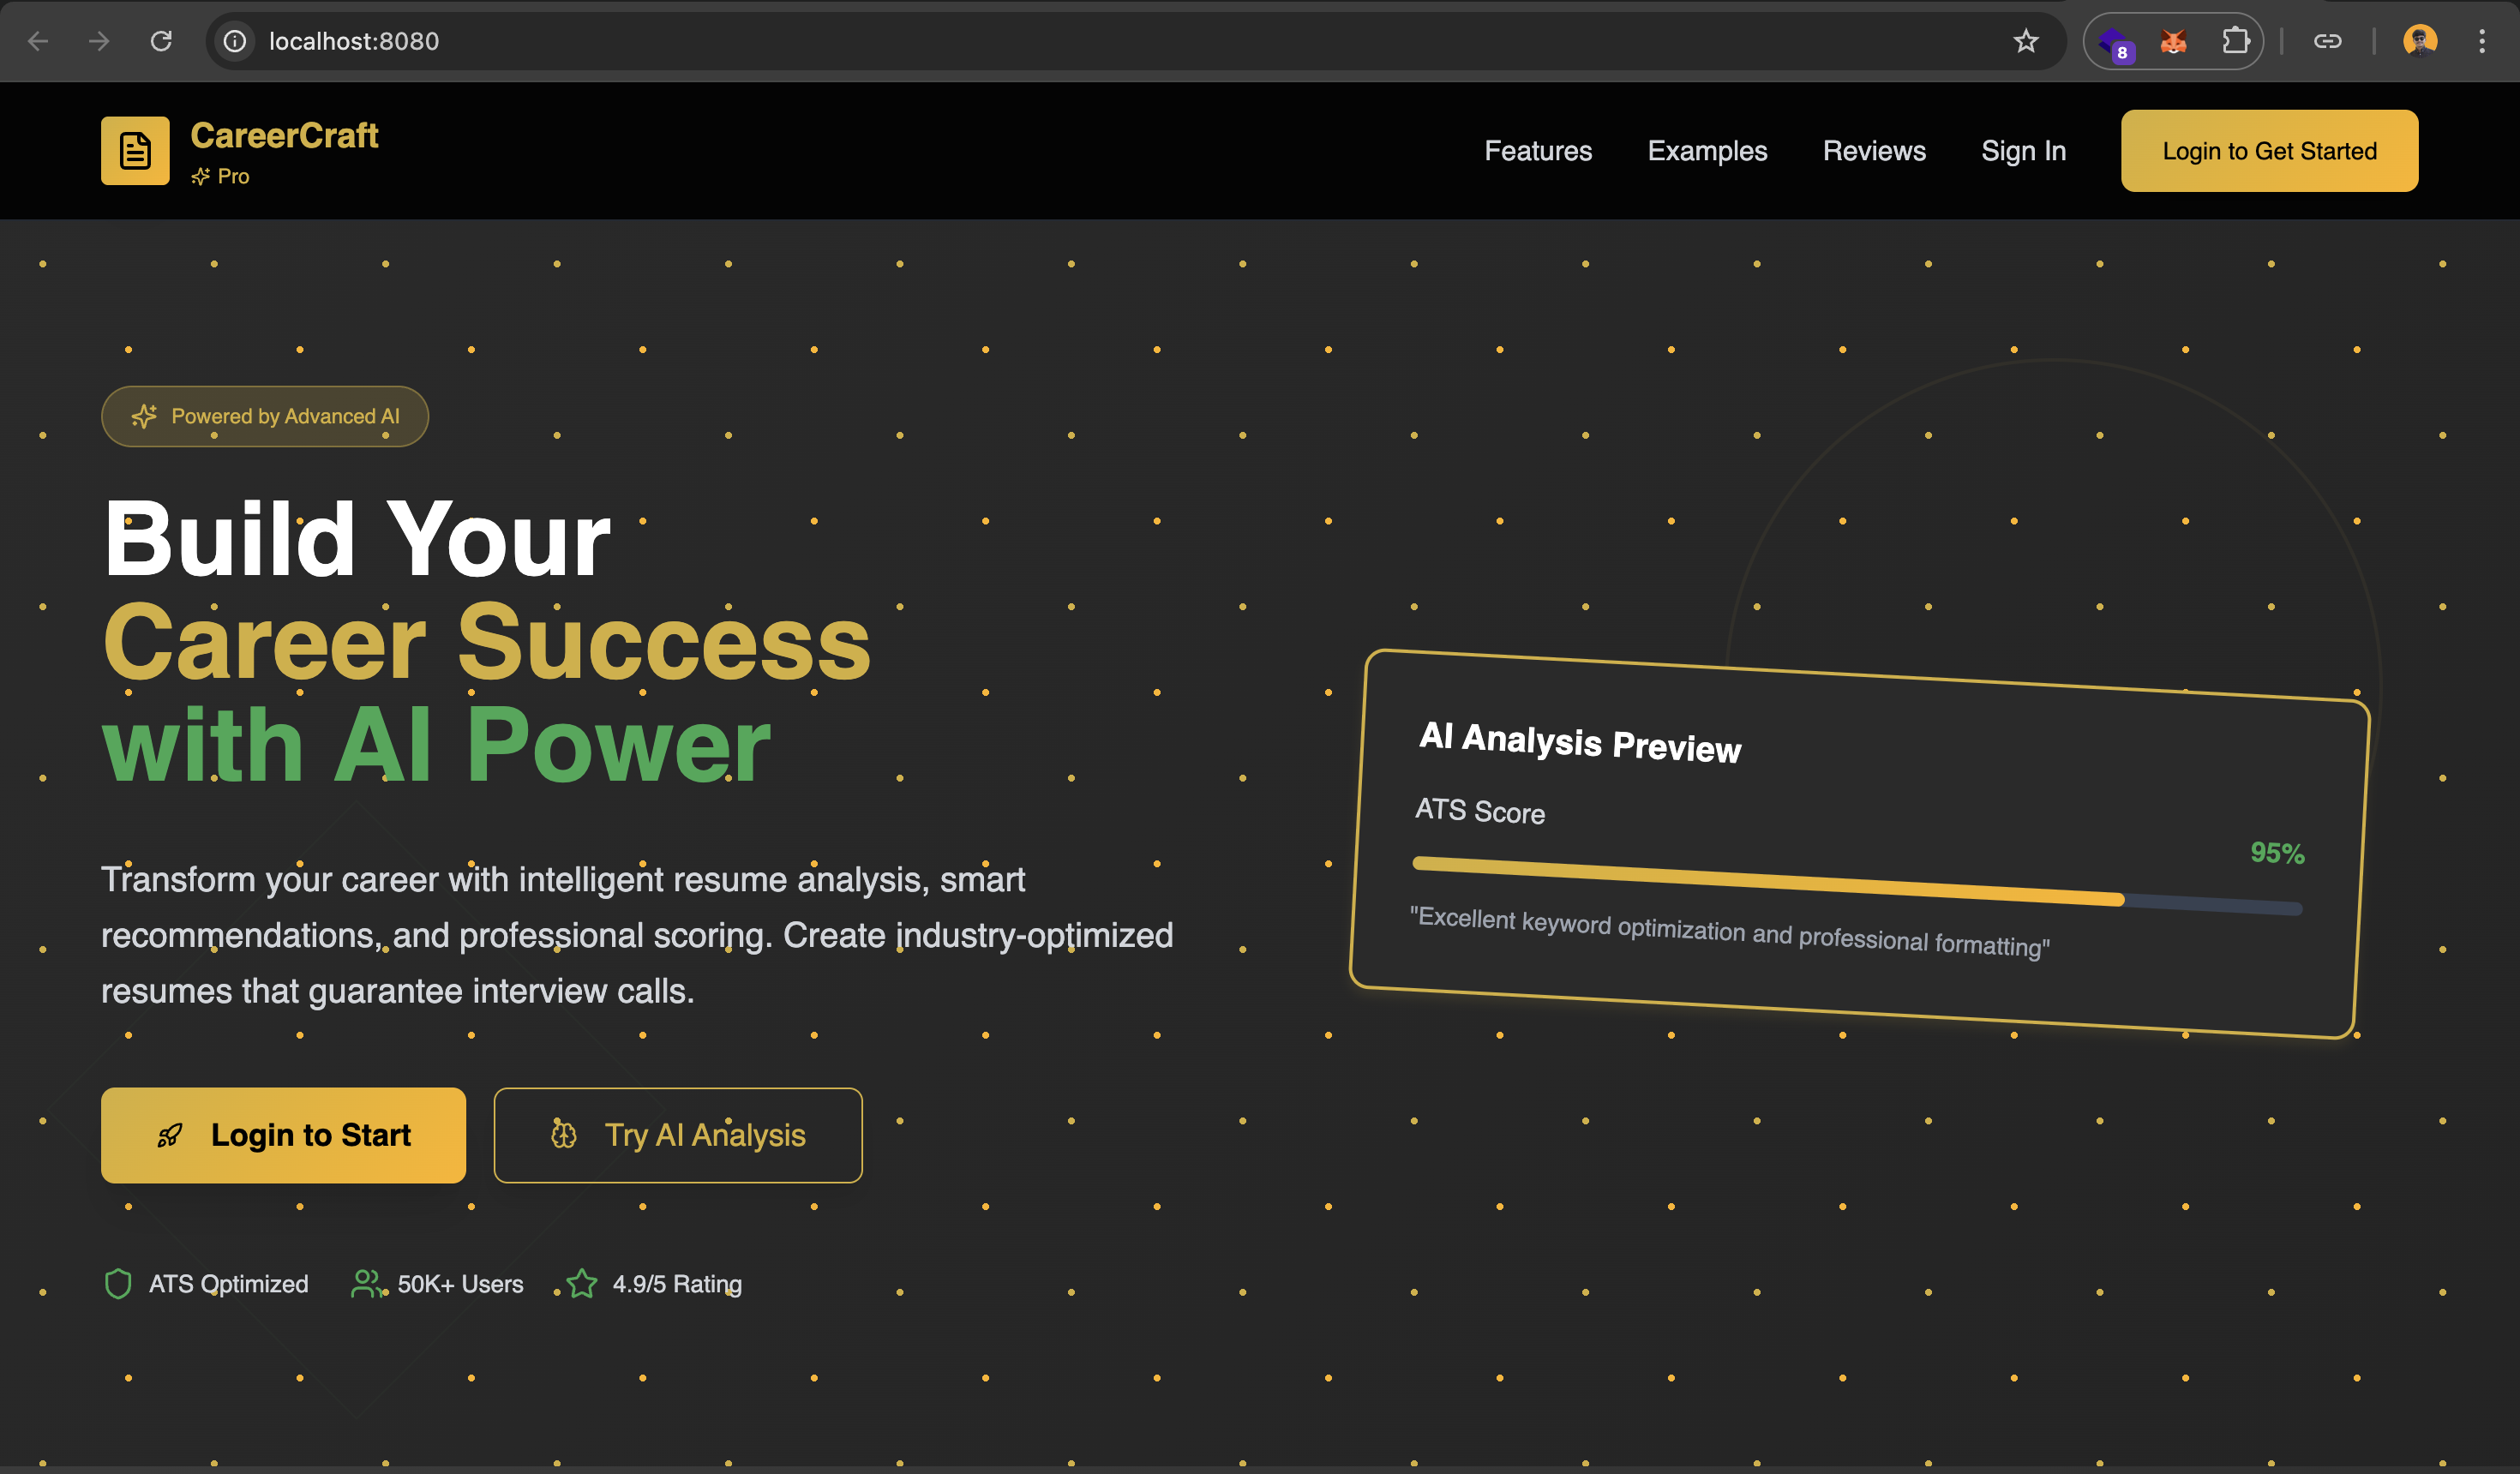 localhost:8080
8
CareerCraft
Pro
Features
Examples
Reviews
Sign In
Login to Get Started
Powered by Advanced AI
Build Your
Career Success
with AI Power
Transform your career with intelligent resume analysis, smart
recommendations, and professional scoring. Create industry-optimized
resumes that guarantee interview calls.
Login to Start
Try AI Analysis
ATS Optimized
50K+ Users
4.9/5 Rating
AI Analysis Preview
ATS Score
95%
"Excellent keyword optimization and professional formatting"